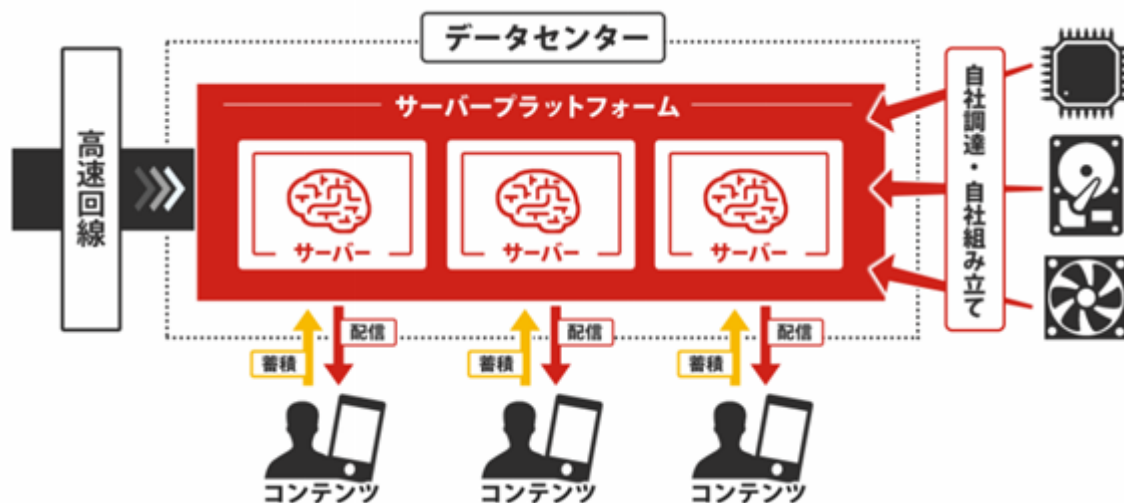 データセンター
サーバープラットフォーム
高速回線
サーバー
サーバー
サーバー
自社調達・自社組み立て
配信
配信
配信
蓄積
蓄積
蓄積
コンテンツ
コンテンツ
コンテンツ